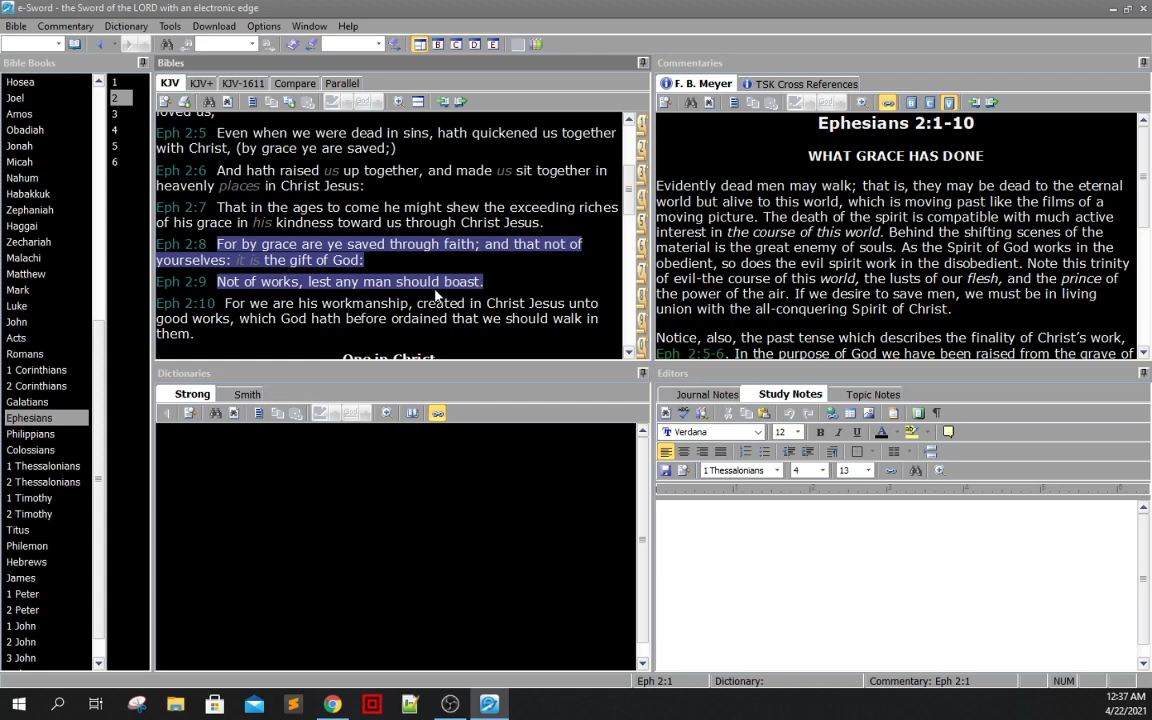 e-Sword - the Sword of the LORD with an electronic edge
Bible Commentary Dictionary Tools Download Options Window Help
B C D E
Bible Books
Hosea
Joel
Amos
Obadiah
Jonah
Micah
Nahum
Habakkuk
Zephaniah
Haggai
Zechariah
Malachi
Matthew
Mark
Luke
John
Acts
Romans
1 Corinthians
2 Corinthians
Galatians
Ephesians
Philippians
Colossians
1 Thessalonians
2 Thessalonians
1 Timothy
2 Timothy
Titus
Philemon
Hebrews
James
1 Peter
2 Peter
1 John
2 John
3 John
1
2
3
4
5
6
Bibles
KJV KJV+ KJV-1611 Compare Parallel
loved us,
Eph 2:5 Even when we were dead in sins, hath quickened us together
with Christ, (by grace ye are saved;)
Eph 2:6 And hath raised us up together, and made us sit together in
heavenly places in Christ Jesus:
Eph 2:7 That in the ages to come he might shew the exceeding riches
of his grace in his kindness toward us through Christ Jesus.
Eph 2:8 For by grace are ye saved through faith; and that not of
yourselves: it is the gift of God:
Eph 2:9 Not of works, lest any man should boast.
Eph 2:10 For we are his workmanship, created in Christ Jesus unto
good works, which God hath before ordained that we should walk in
them.
One in Christ
Commentaries
F. B. Meyer TSK Cross References
B C V
Ephesians 2:1-10
WHAT GRACE HAS DONE
Evidently dead men may walk; that is, they may be dead to the eternal
world but alive to this world, which is moving past like the films of a
moving picture. The death of the spirit is compatible with much active
interest in the course of this world. Behind the shifting scenes of the
material is the great enemy of souls. As the Spirit of God works in the
obedient, so does the evil spirit work in the disobedient. Note this trinity
of evil-the course of this world, the lusts of our flesh, and the prince of
the power of the air. If we desire to save men, we must be in living
union with the all-conquering Spirit of Christ.
Notice, also, the past tense which describes the finality of Christ's work,
Eph 2:5-6. In the purpose of God we have been raised from the grave of
Dictionaries
Strong Smith
Editors
Journal Notes Study Notes Topic Notes
Verdana 12 B I U A
1 Thessalonians 4 13
Eph 2:1 Dictionary: Commentary: Eph 2:1 NUM
12:37 AM
4/22/2021